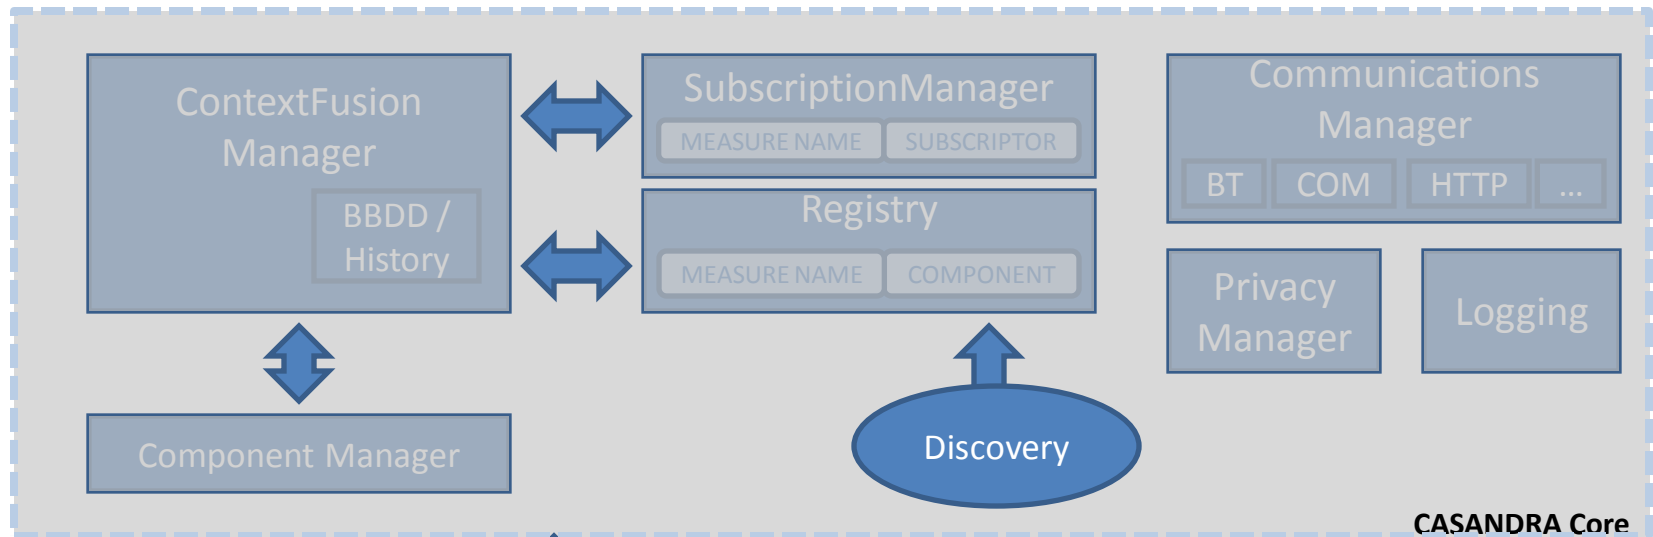 ContextFusion
Manager
BBDD /
History
SubscriptionManager
MEASURE NAME
SUBSCRIPTOR
Registry
MEASURE NAME
COMPONENT
Communications
Manager
BT
COM
HTTP
...
Privacy
Manager
Logging
Component Manager
Discovery
CASANDRA Core